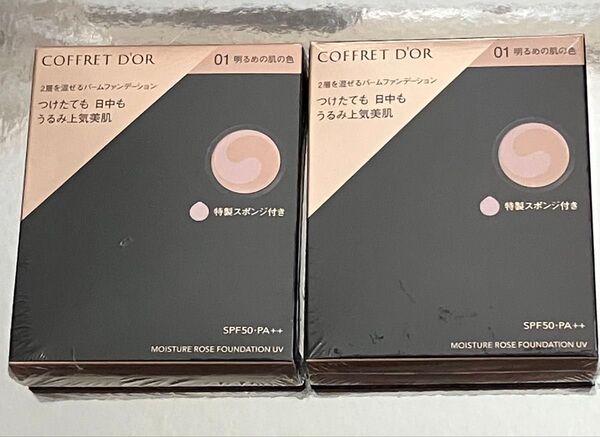 COFFRET D'OR
01 明るめの肌の色
2層を混ぜるバームファンデーション
つけたても 日中も
うるみ上気美肌
特製スポンジ付き
SPF50・PA++
MOISTURE ROSE FOUNDATION UV
COFFRET D'OR
01 明るめの肌の色
2層を混ぜるバームファンデーション
つけたても 日中も
うるみ上気美肌
特製スポンジ付き
SPF50・PA++
MOISTURE ROSE FOUNDATION UV